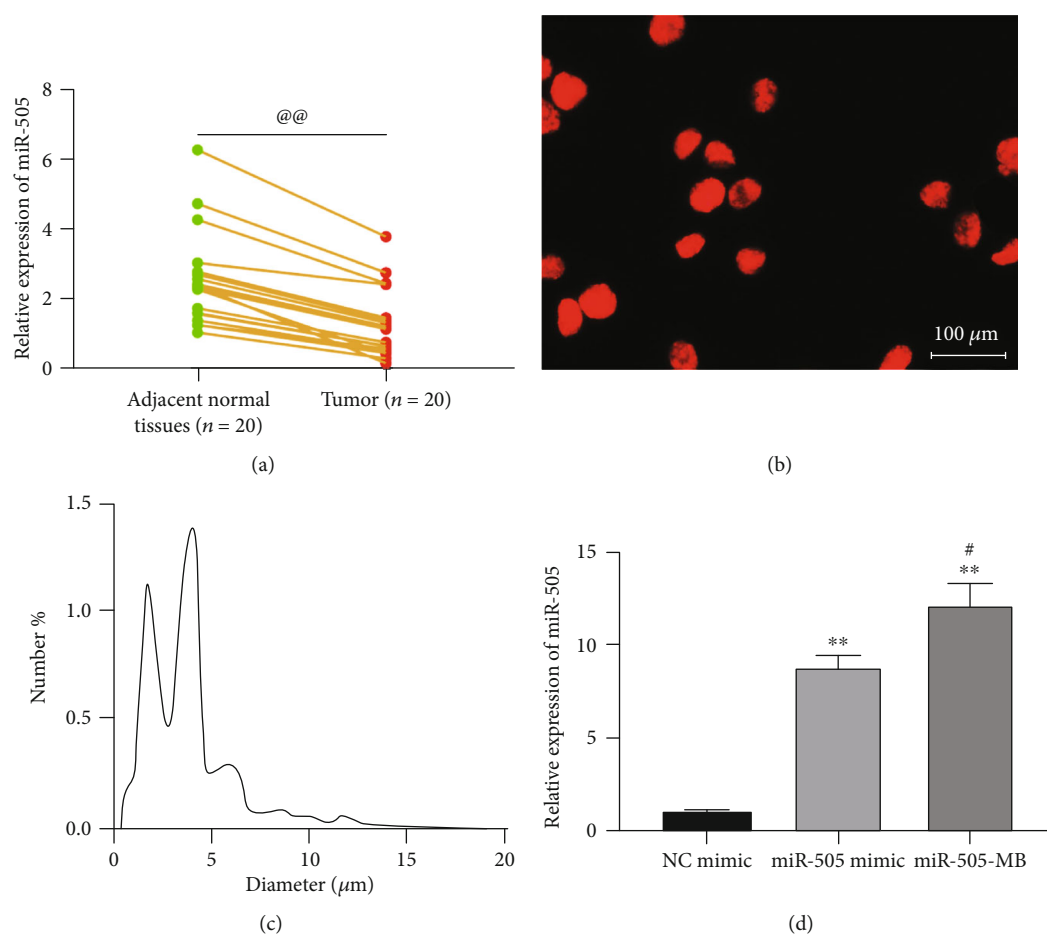 Relative expression of miR-505
8
6
4
2
0
@@
Adjacent normal
tissues (n = 20)
Tumor (n = 20)
(a)
100 μm
(b)
Number %
1.5
1.0
0.5
0.0
0
5
10
15
20
Diameter (μm)
(c)
Relative expression of miR-505
15
10
5
0
**
#
**
NC mimic
miR-505 mimic
miR-505-MB
(d)